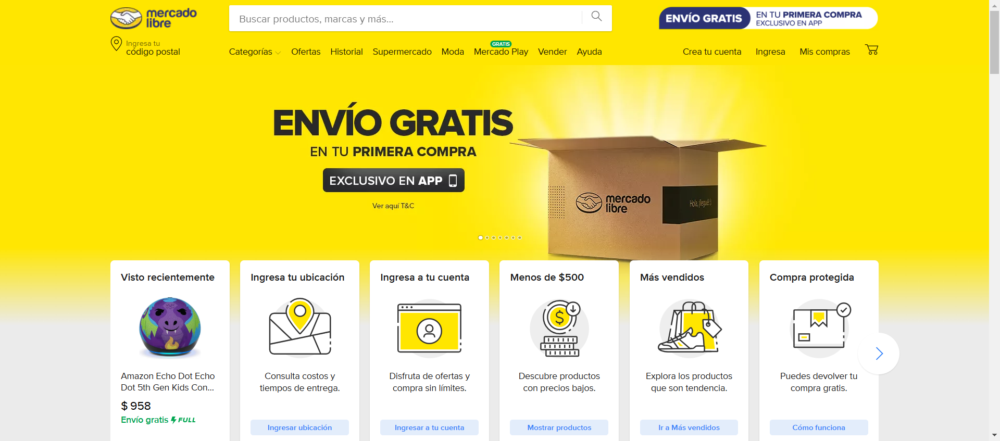 mercado
libre
Buscar productos, marcas y más...
ENVÍO GRATIS
EN TU PRIMERA COMPRA
EXCLUSIVO EN APP
Ingresa tu
código postal
Categorías
Ofertas
Historial
Supermercado
Moda
GRATIS
Mercado Play
Vender
Ayuda
Crea tu cuenta
Ingresa
Mis compras
ENVÍO GRATIS
EN TU PRIMERA COMPRA
EXCLUSIVO EN APP
Ver aquí T&C
mercado
libre
Hola, ¡llegué! :)
Visto recientemente
Amazon Echo Dot Echo
Dot 5th Gen Kids Con...
$ 958
Envío gratis FULL
Ingresa tu ubicación
Consulta costos y
tiempos de entrega.
Ingresar ubicación
Ingresa a tu cuenta
Disfruta de ofertas y
compra sin límites.
Ingresar a tu cuenta
Menos de $500
$
Descubre productos
con precios bajos.
Mostrar productos
Más vendidos
Explora los productos
que son tendencia.
Ir a Más vendidos
Compra protegida
Puedes devolver tu
compra gratis.
Cómo funciona